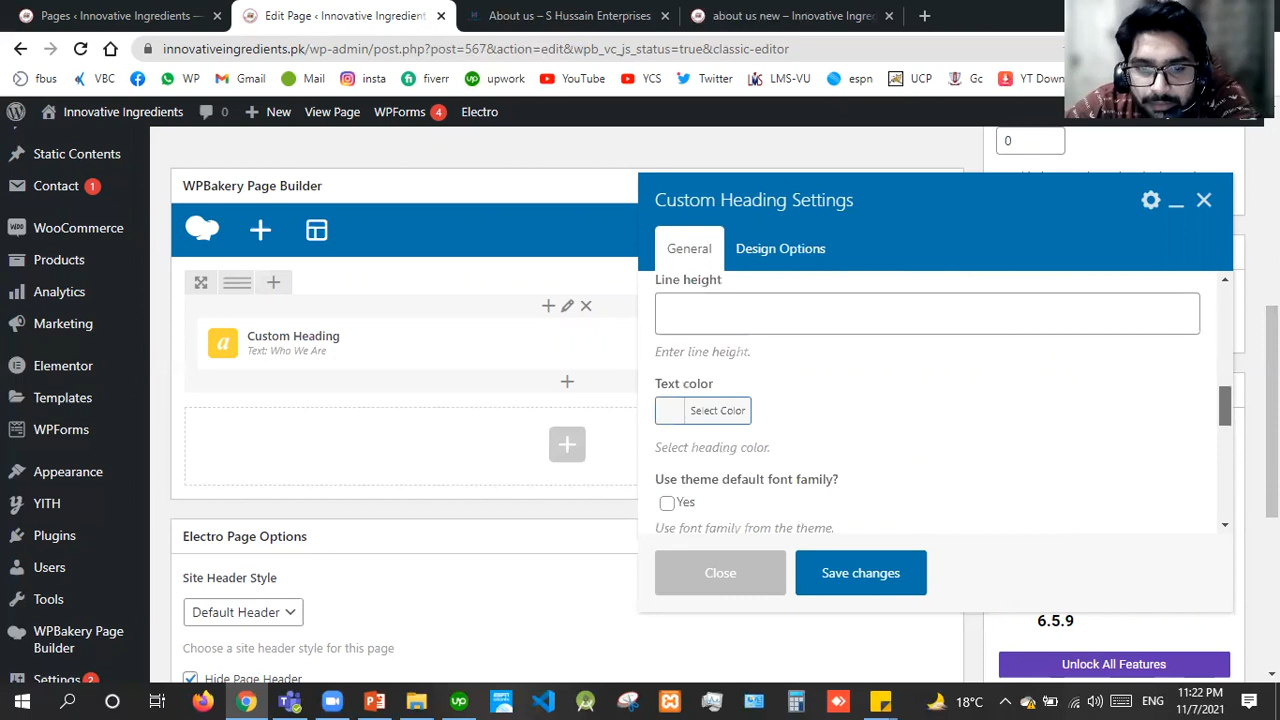 Pages ‹ Innovative Ingredients —
Edit Page ‹ Innovative Ingredient
About us – S Hussain Enterprises
about us new – Innovative Ingre
innovativeingredients.pk/wp-admin/post.php?post=567&action=edit&wpb_vc_js_status=true&classic-editor
fbus
VBC
WP
Gmail
Mail
insta
fiverr
upwork
YouTube
YCS
Twitter
LMS-VU
espn
UCP
Gc
YT Down
Innovative Ingredients
0
New
View Page
WPForms 4
Electro
Static Contents
Contact 1
WooCommerce
Products
Analytics
Marketing
Elementor
Templates
WPForms
Appearance
YITH
Plugins
Users
Tools
WPBakery Page
Builder
Settings 2
WPBakery Page Builder
Custom Heading
Text: Who We Are
Electro Page Options
Site Header Style
Default Header
Choose a site header style for this page
Hide Page Header
Custom Heading Settings
General
Design Options
Line height
Enter line height.
Text color
Select Color
Select heading color.
Use theme default font family?
Yes
Use font family from the theme.
Close
Save changes
0
6.5.9
Unlock All Features
18°C
ENG
11:22 PM
11/7/2021